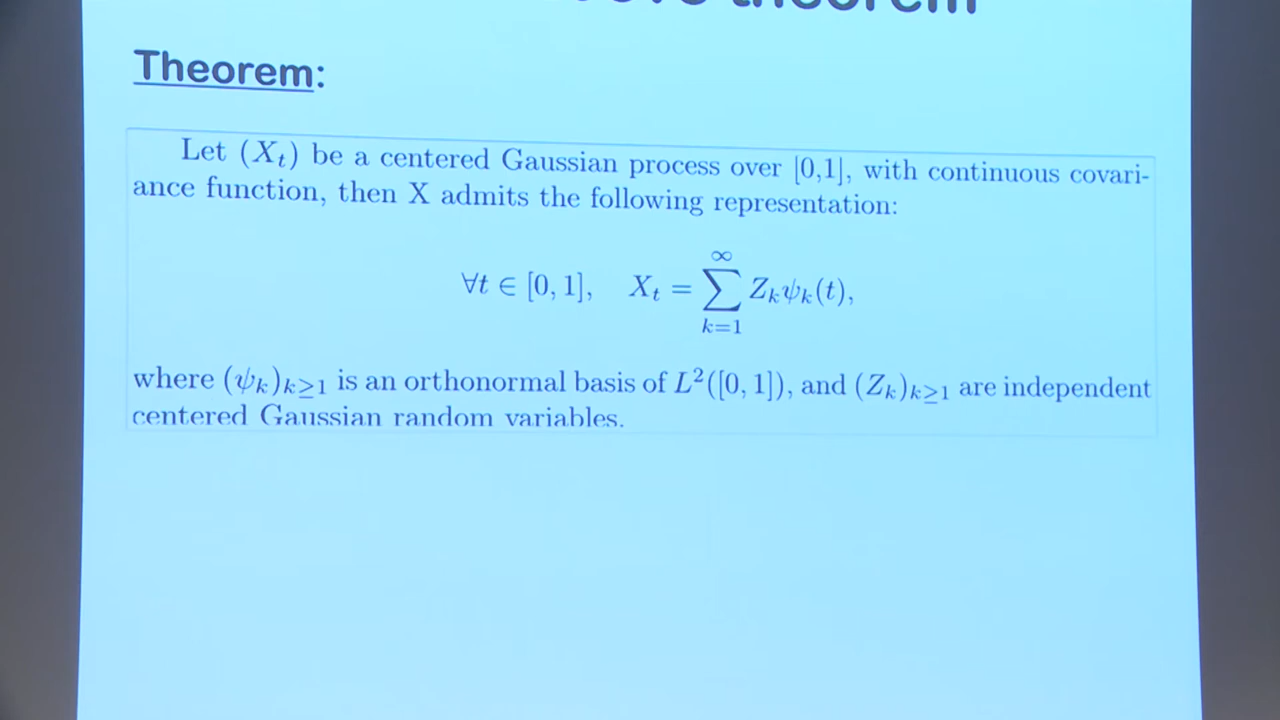 theorem
Theorem:
Let (X_t) be a centered Gaussian process over [0,1], with continuous covari-
ance function, then X admits the following representation:
∀t ∈ [0, 1], X_t = ∑_{k=1}^{∞} Z_k ψ_k(t),
where (ψ_k)_{k≥1} is an orthonormal basis of L²([0, 1]), and (Z_k)_{k≥1} are independent
centered Gaussian random variables.